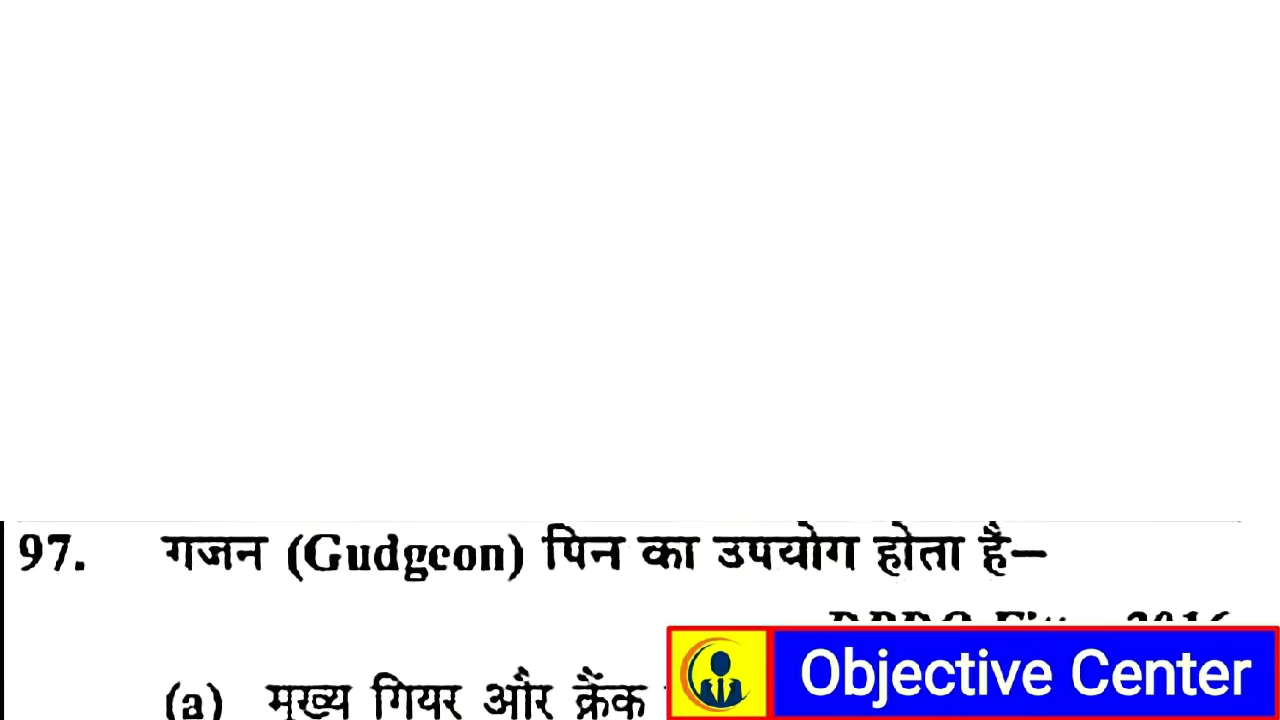 97. गजन (Gudgeon) पिन का उपयोग होता है–
(a) मुख्य गियर और क्रैंक
Objective Center